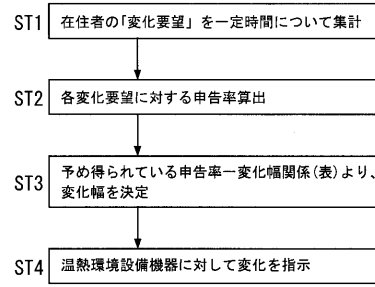 ST1 在住者の「変化要望」を一定時間について集計
ST2 各変化要望に対する申告率算出
ST3 予め得られている申告率ー変化幅関係(表)より、
変化幅を決定
ST4 温熱環境設備機器に対して変化を指示